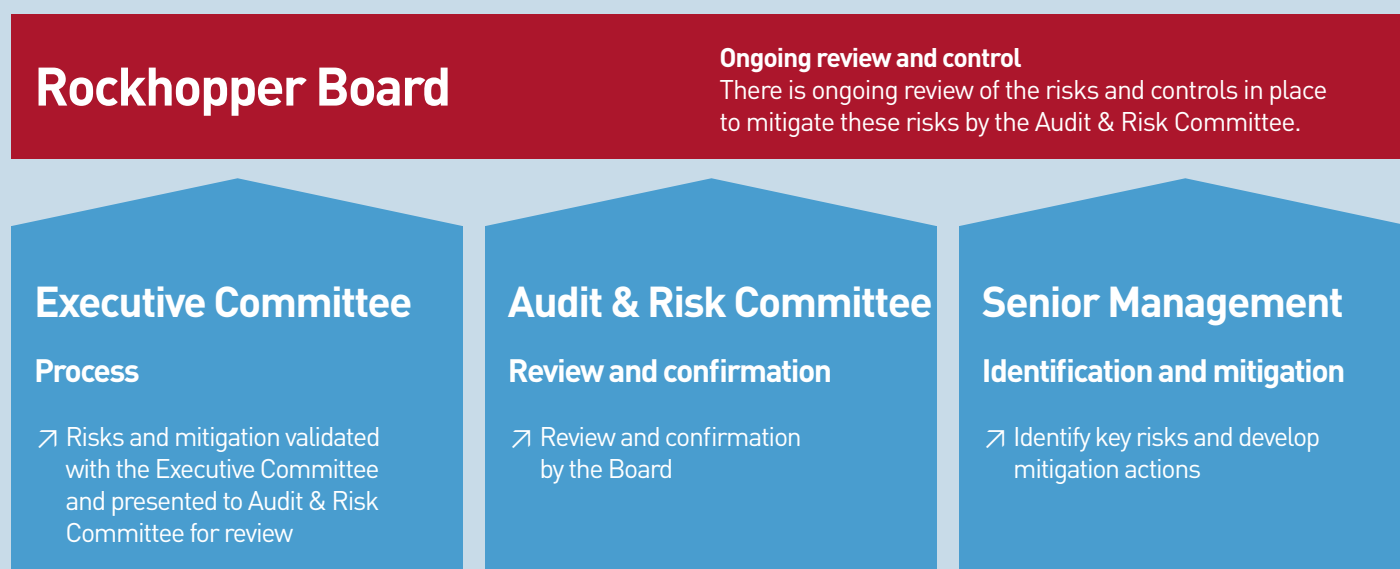 Rockhopper Board
Ongoing review and control
There is ongoing review of the risks and controls in place
to mitigate these risks by the Audit & Risk Committee.
Executive Committee
Process
Risks and mitigation validated
with the Executive Committee
and presented to Audit & Risk
Committee for review
Audit & Risk Committee
Review and confirmation
Review and confirmation
by the Board
Senior Management
Identification and mitigation
Identify key risks and develop
mitigation actions